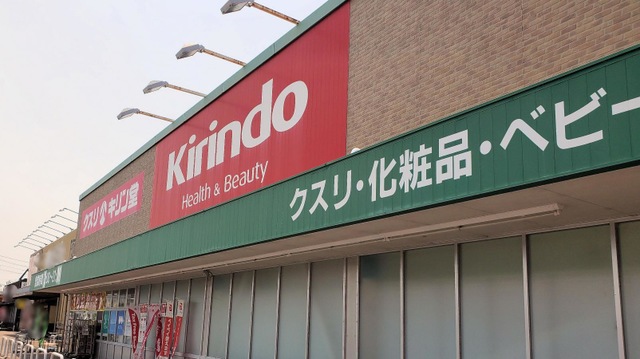 Kirindo
Health & Beauty
クスリ キリン堂
クスリ・化粧品・ベビー